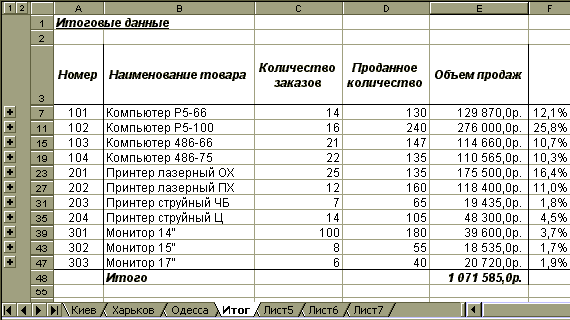 1 2 A B C D E F
1 Итоговые данные
2
3 Номер Наименование товара Количество заказов Проданное количество Объем продаж
7 101 Компьютер P5-66 14 130 129 870,0р. 12,1%
11 102 Компьютер P5-100 16 240 276 000,0р. 25,8%
15 103 Компьютер 486-66 21 147 114 660,0р. 10,7%
19 104 Компьютер 486-75 22 135 110 565,0р. 10,3%
23 201 Принтер лазерный ОХ 25 135 175 500,0р. 16,4%
27 202 Принтер лазерный ПХ 12 160 118 400,0р. 11,0%
31 203 Принтер струйный ЧБ 7 65 19 435,0р. 1,8%
35 204 Принтер струйный Ц 14 105 48 300,0р. 4,5%
39 301 Монитор 14" 100 180 39 600,0р. 3,7%
43 302 Монитор 15" 8 55 18 535,0р. 1,7%
47 303 Монитор 17" 6 40 20 720,0р. 1,9%
48 Итого 1 071 585,0р.
55
Киев Харьков Одесса Итог Лист5 Лист6 Лист7